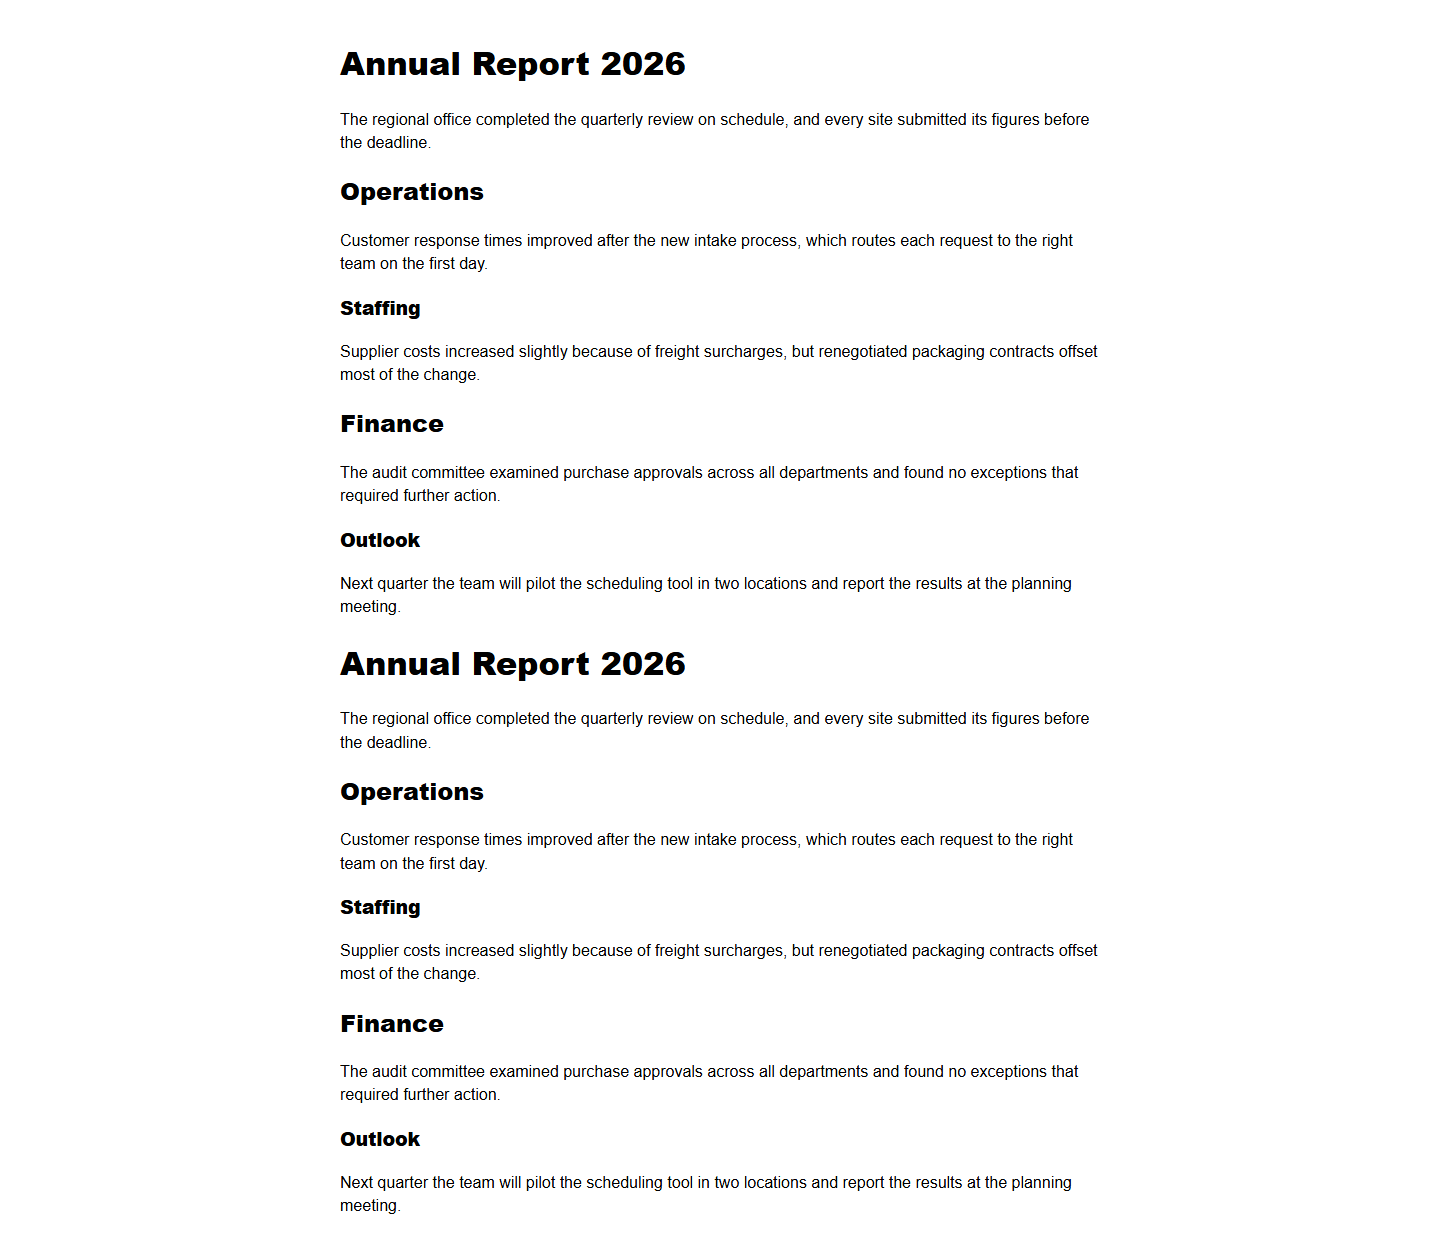 Annual Report 2026
The regional office completed the quarterly review on schedule, and every site submitted its figures before
the deadline.
Operations
Customer response times improved after the new intake process, which routes each request to the right
team on the first day.
Staffing
Supplier costs increased slightly because of freight surcharges, but renegotiated packaging contracts offset
most of the change.
Finance
The audit committee examined purchase approvals across all departments and found no exceptions that
required further action.
Outlook
Next quarter the team will pilot the scheduling tool in two locations and report the results at the planning
meeting.
Annual Report 2026
The regional office completed the quarterly review on schedule, and every site submitted its figures before
the deadline.
Operations
Customer response times improved after the new intake process, which routes each request to the right
team on the first day.
Staffing
Supplier costs increased slightly because of freight surcharges, but renegotiated packaging contracts offset
most of the change.
Finance
The audit committee examined purchase approvals across all departments and found no exceptions that
required further action.
Outlook
Next quarter the team will pilot the scheduling tool in two locations and report the results at the planning
meeting.